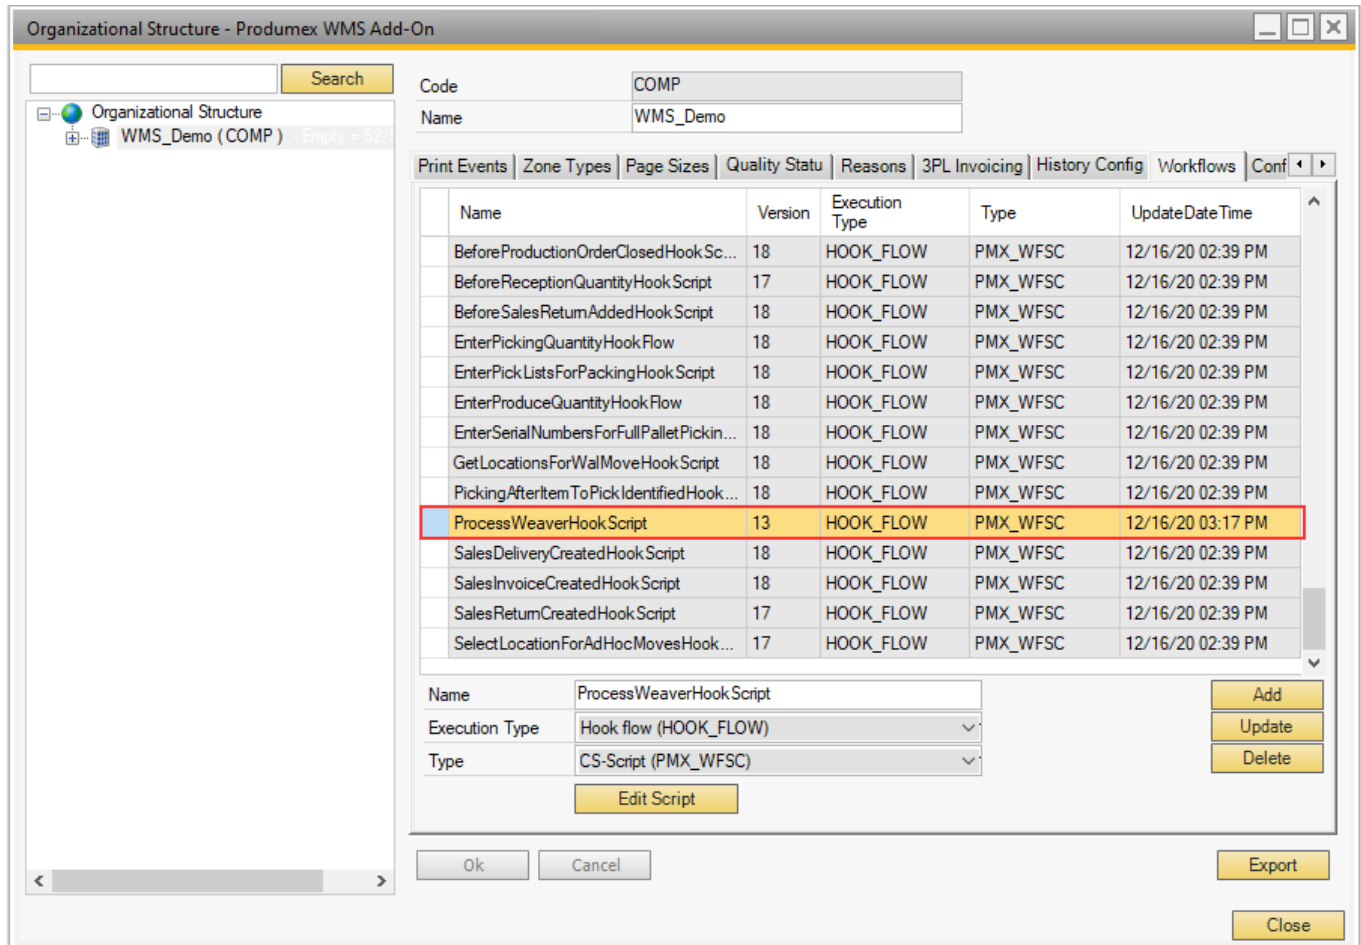 Organizational Structure - Produmex WMS Add-On
Search
Organizational Structure
WMS_Demo ( COMP ) - Empty = 52/5
Code COMP
Name WMS_Demo
Print Events Zone Types Page Sizes Quality Statu Reasons 3PL Invoicing History Config Workflows Conf
Name Version Execution Type Type UpdateDateTime
BeforeProductionOrderClosedHookSc... 18 HOOK_FLOW PMX_WFSC 12/16/20 02:39 PM
BeforeReceptionQuantityHookScript 17 HOOK_FLOW PMX_WFSC 12/16/20 02:39 PM
BeforeSalesReturnAddedHookScript 18 HOOK_FLOW PMX_WFSC 12/16/20 02:39 PM
EnterPickingQuantityHookFlow 18 HOOK_FLOW PMX_WFSC 12/16/20 02:39 PM
EnterPickListsForPackingHookScript 18 HOOK_FLOW PMX_WFSC 12/16/20 02:39 PM
EnterProduceQuantityHookFlow 18 HOOK_FLOW PMX_WFSC 12/16/20 02:39 PM
EnterSerialNumbersForFullPalletPickin... 18 HOOK_FLOW PMX_WFSC 12/16/20 02:39 PM
GetLocationsForWalMoveHookScript 18 HOOK_FLOW PMX_WFSC 12/16/20 02:39 PM
PickingAfterItemToPickIdentifiedHook... 18 HOOK_FLOW PMX_WFSC 12/16/20 02:39 PM
ProcessWeaverHookScript 13 HOOK_FLOW PMX_WFSC 12/16/20 03:17 PM
SalesDeliveryCreatedHookScript 18 HOOK_FLOW PMX_WFSC 12/16/20 02:39 PM
SalesInvoiceCreatedHookScript 18 HOOK_FLOW PMX_WFSC 12/16/20 02:39 PM
SalesReturnCreatedHookScript 17 HOOK_FLOW PMX_WFSC 12/16/20 02:39 PM
SelectLocationForAdHocMovesHook... 17 HOOK_FLOW PMX_WFSC 12/16/20 02:39 PM
Name ProcessWeaverHookScript Add
Execution Type Hook flow (HOOK_FLOW) Update
Type CS-Script (PMX_WFSC) Delete
Edit Script
Ok Cancel Export
Close